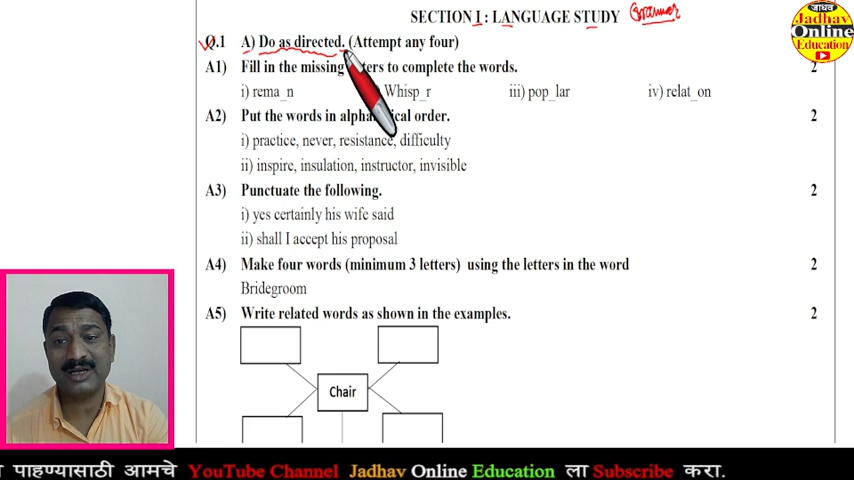 SECTION I : LANGUAGE STUDY Grammar
Q.1 A) Do as directed. (Attempt any four)
A1) Fill in the missing ters to complete the words. 2
i) rema_n Whisp_r iii) pop_lar iv) relat_on
A2) Put the words in alpha ical order. 2
i) practice, never, resistance, difficulty
ii) inspire, insulation, instructor, invisible
A3) Punctuate the following. 2
i) yes certainly his wife said
ii) shall I accept his proposal
A4) Make four words (minimum 3 letters) using the letters in the word 2
Bridegroom
A5) Write related words as shown in the examples. 2
Chair
जाधव
Jadhav
Online
Education
पाहण्यासाठी आमचे YouTube Channel Jadhav Online Education ला Subscribe करा.